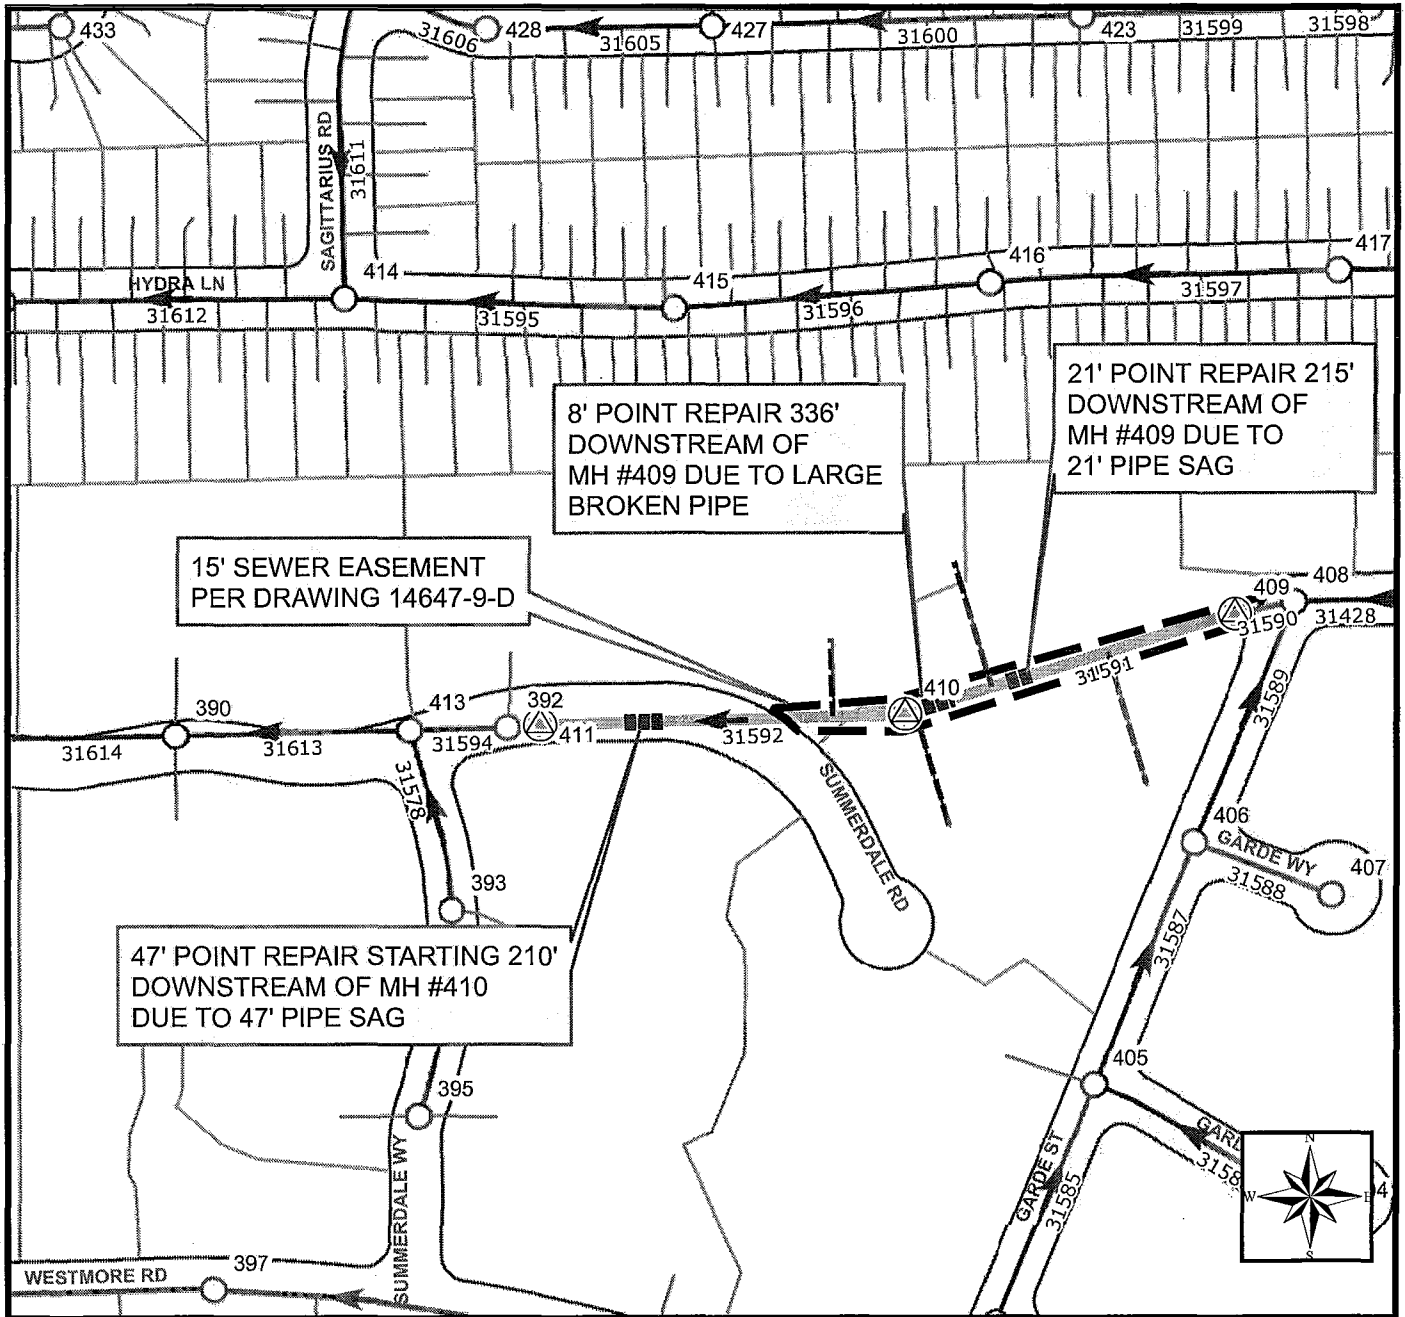 433
31606
428
31605
427
31600
423
31599
31598
SAGITTARIUS RD
31611
HYDRA LN
414
31612
31595
415
31596
416
31597
417
21' POINT REPAIR 215'
DOWNSTREAM OF
MH #409 DUE TO
21' PIPE SAG
8' POINT REPAIR 336'
DOWNSTREAM OF
MH #409 DUE TO LARGE
BROKEN PIPE
15' SEWER EASEMENT
PER DRAWING 14647-9-D
409
408
31590
31428
31591
31589
410
390
413
392
411
31614
31613
31594
31592
31578
SUMMERDALE RD
393
406
GARDE WY
407
31588
31587
47' POINT REPAIR STARTING 210'
DOWNSTREAM OF MH #410
DUE TO 47' PIPE SAG
405
395
SUMMERDALE WY
GARDE ST
31585
GARD
3158
4
N
W
E
S
397
WESTMORE RD